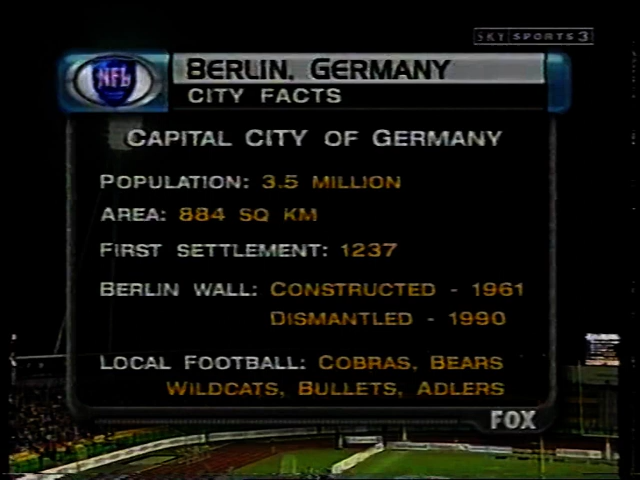 SKY SPORTS 3
NFL
BERLIN, GERMANY
CITY FACTS
CAPITAL CITY OF GERMANY
POPULATION: 3.5 MILLION
AREA: 884 SQ KM
FIRST SETTLEMENT: 1237
BERLIN WALL: CONSTRUCTED - 1961
DISMANTLED - 1990
LOCAL FOOTBALL: COBRAS, BEARS
WILDCATS, BULLETS, ADLERS
FOX